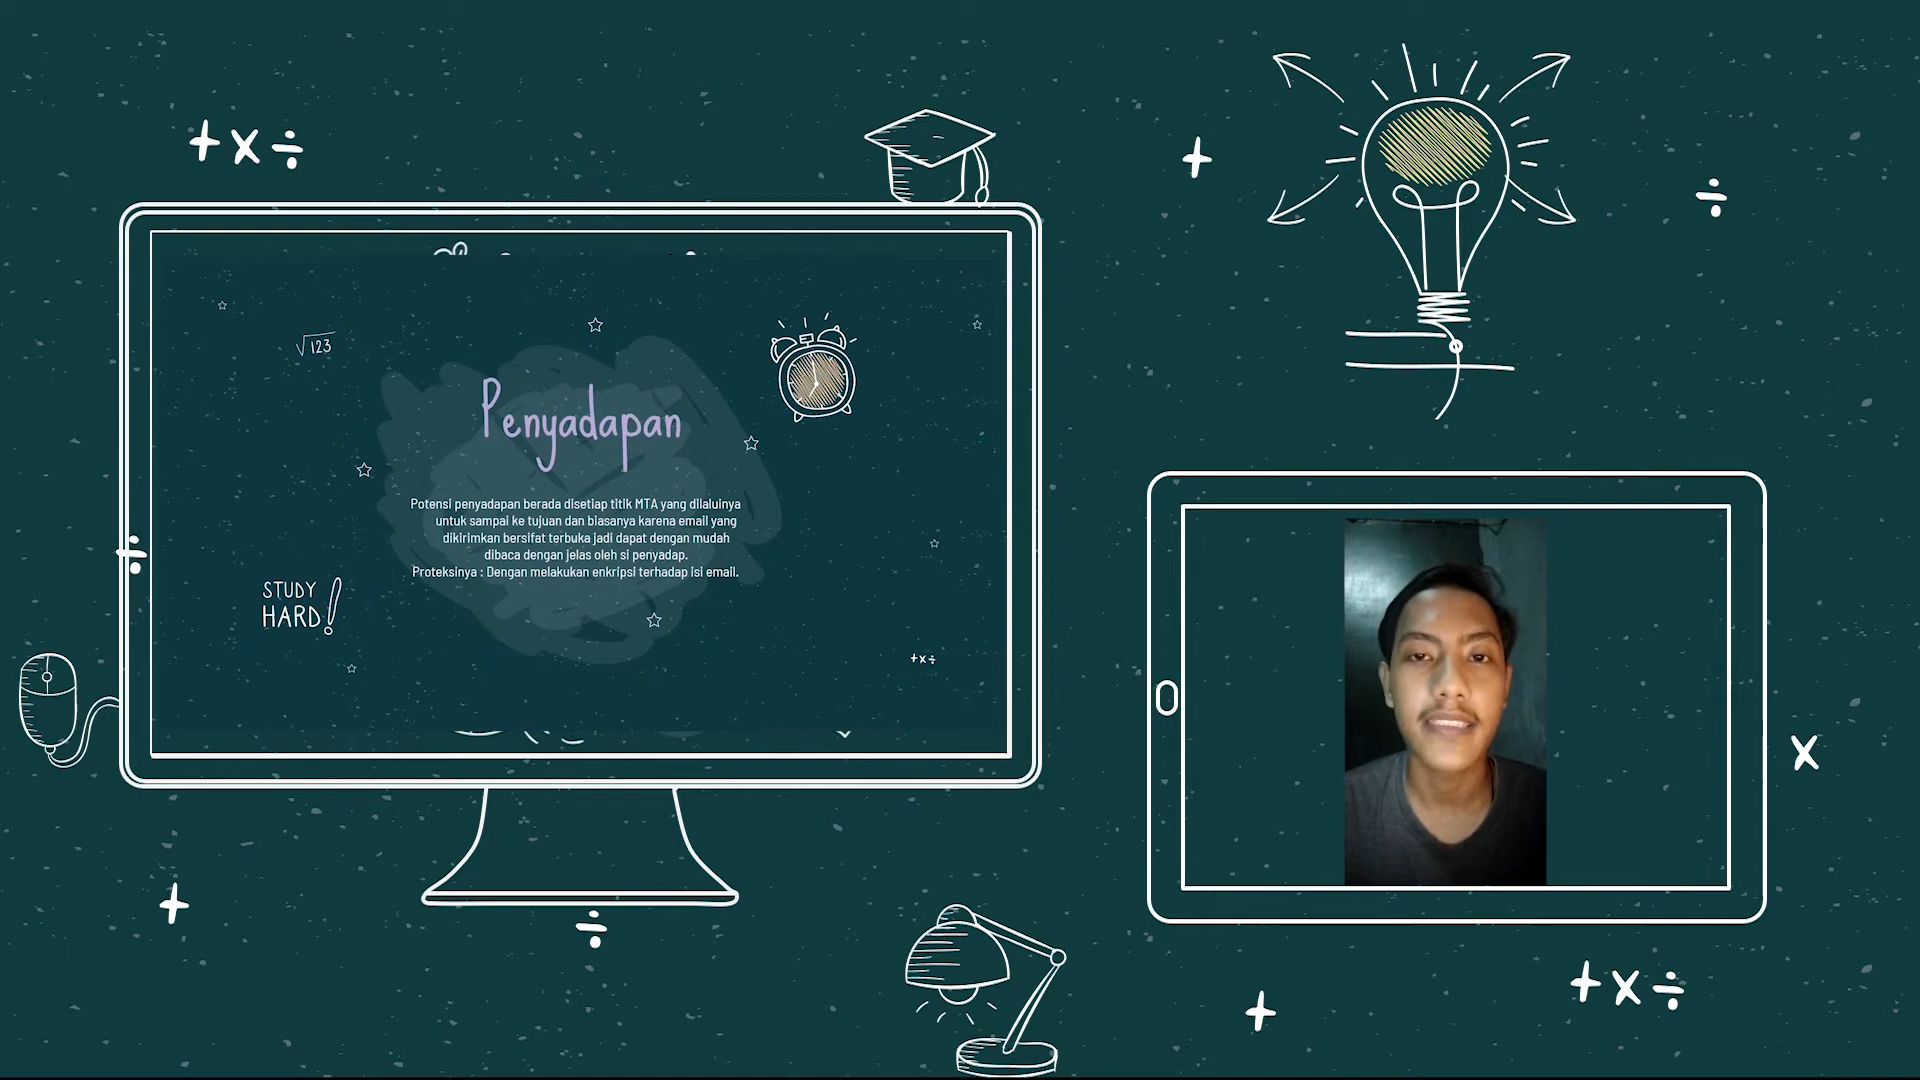 + x ÷
√123
Penyadapan
Potensi penyadapan berada disetiap titik MTA yang dilaluinya
untuk sampai ke tujuan dan biasanya karena email yang
dikirimkan bersifat terbuka jadi dapat dengan mudah
dibaca dengan jelas oleh si penyadap.
Proteksinya : Dengan melakukan enkripsi terhadap isi email.
STUDY
HARD!
+x÷
+
÷
÷
x
+
÷
+
+ x ÷